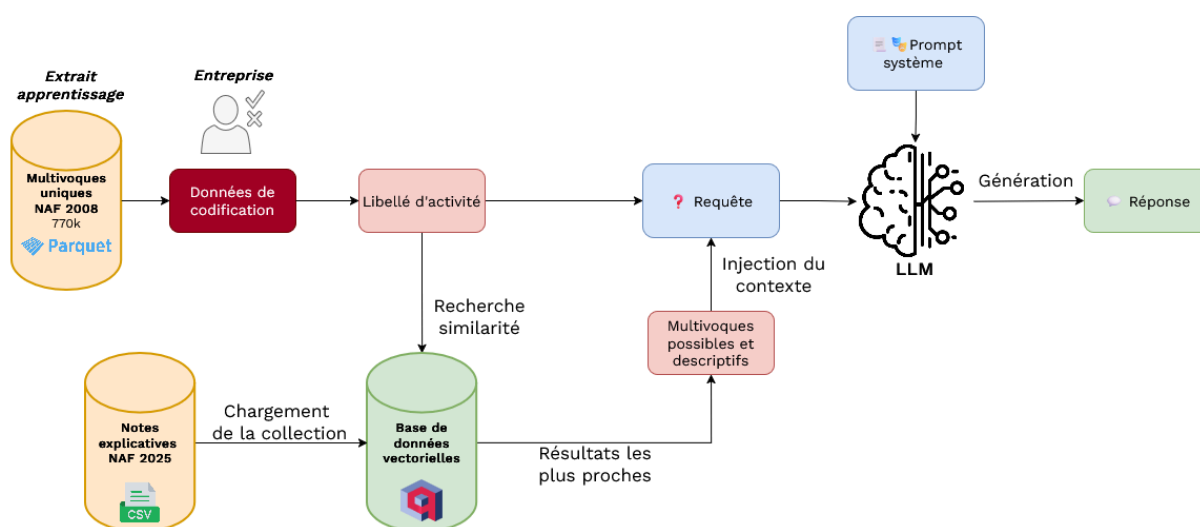 Prompt
système
Extrait
apprentissage
Entreprise
Multivoques
uniques
NAF 2008
770k
Parquet
Données de
codification
Libellé d'activité
? Requête
Génération
Réponse
LLM
Injection du
contexte
Recherche
similarité
Multivoques
possibles et
descriptifs
Notes
explicatives
NAF 2025
CSV
Chargement
de la collection
Base de
données
vectorielles
Résultats les
plus proches